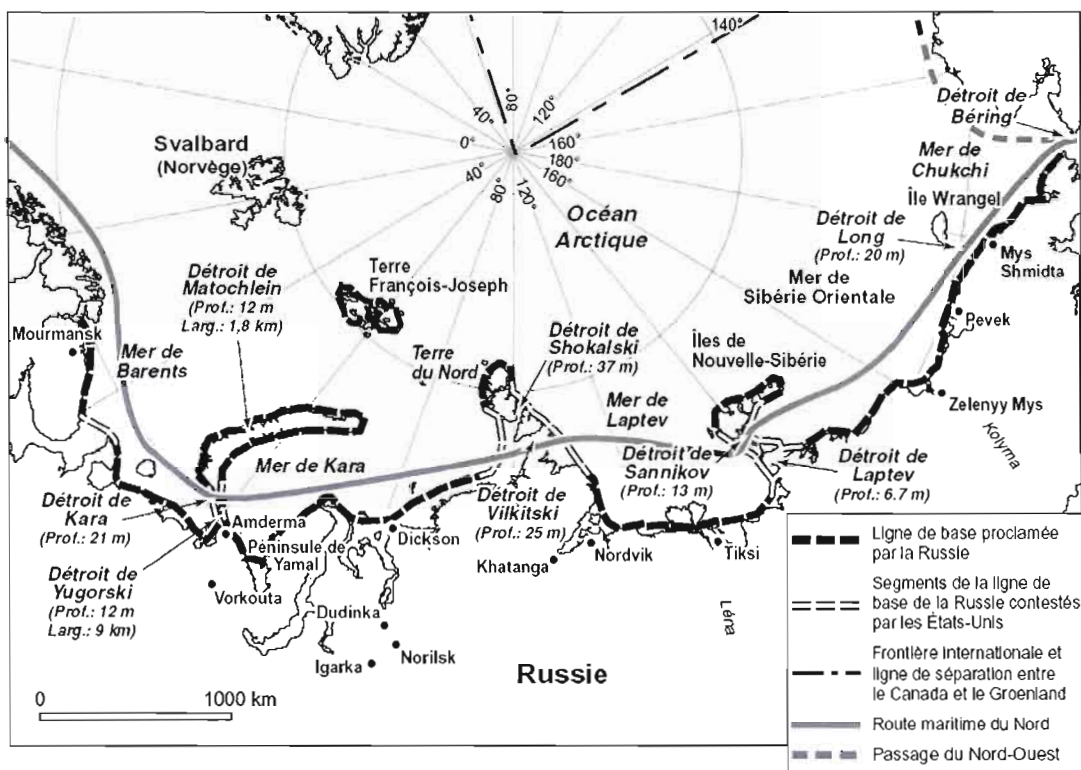 140°
80°
40°
120°
0°
160°
180°
160°
40°
80°
120°
Détroit de
Béring
Mer de
Chukchi
Île Wrangel
Svalbard
(Norvège)
Océan
Arctique
Détroit de
Long
(Prof.: 20 m)
Mys
Shmidta
Détroit de
Matochlein
(Prof.: 12 m
Larg.: 1,8 km)
Terre
François-Joseph
Mer de
Sibérie Orientale
Mourmansk
Mer de
Barents
Terre
du Nord
Détroit de
Shokalski
(Prof.: 37 m)
Îles de
Nouvelle-Sibérie
Pevek
Mer de
Laptev
Zelenyy Mys
Kolyma
Mer de Kara
Détroit de
Kara
(Prof.: 21 m)
Détroit de
Vilkitski
(Prof.: 25 m)
Détroit de
Sannikov
(Prof.: 13 m)
Détroit de
Laptev
(Prof.: 6.7 m)
Amderma
Péninsule de
Yamal
Dickson
Khatanga
Nordvik
Tiksi
Détroit de
Yugorski
(Prof.: 12 m
Larg.: 9 km)
Vorkouta
Dudinka
Norilsk
Igarka
Léna
Russie
0
1000 km
Ligne de base proclamée
par la Russie
Segments de la ligne de
base de la Russie contestés
par les États-Unis
Frontière internationale et
ligne de séparation entre
le Canada et le Groenland
Route maritime du Nord
Passage du Nord-Ouest